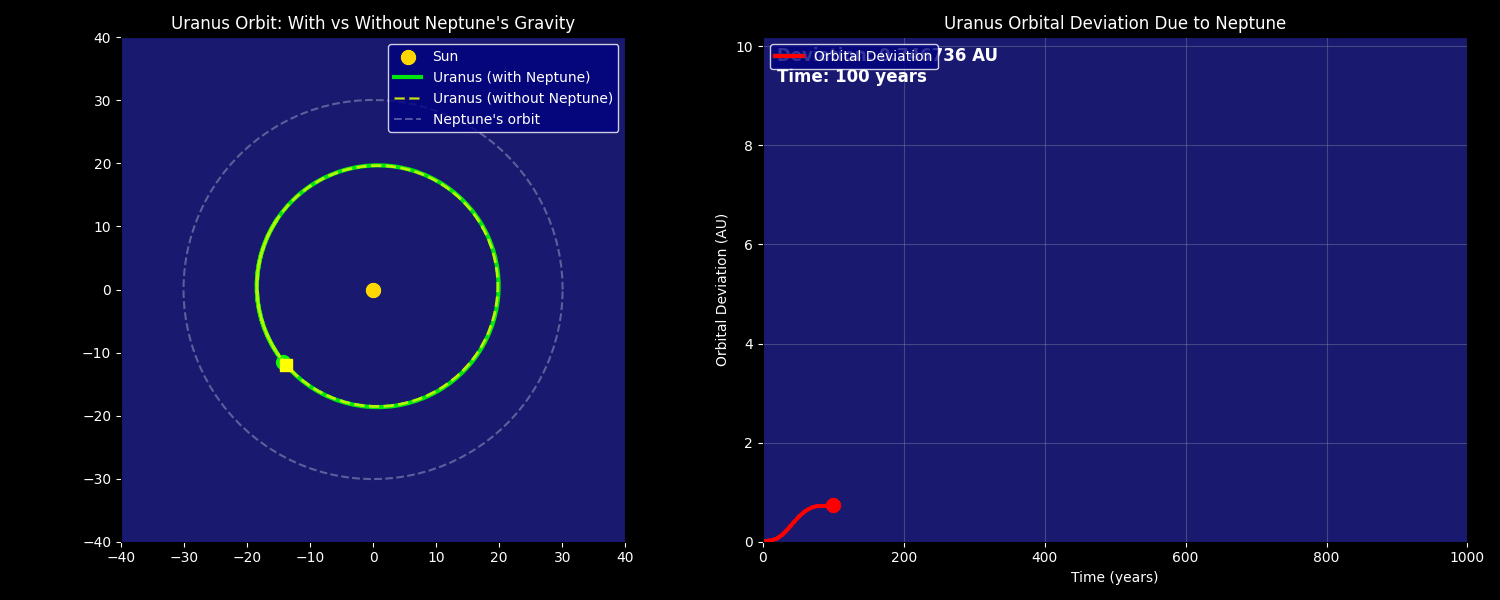 Uranus Orbit: With vs Without Neptune's Gravity
40
30
20
10
0
−10
−20
−30
−40
−40 −30 −20 −10 0 10 20 30 40
Sun
Uranus (with Neptune)
Uranus (without Neptune)
Neptune's orbit
Uranus Orbital Deviation Due to Neptune
Orbital Deviation (AU)
10
8
6
4
2
0
0 200 400 600 800 1000
Time (years)
Orbital Deviation
Deviation: 736 AU
Time: 100 years